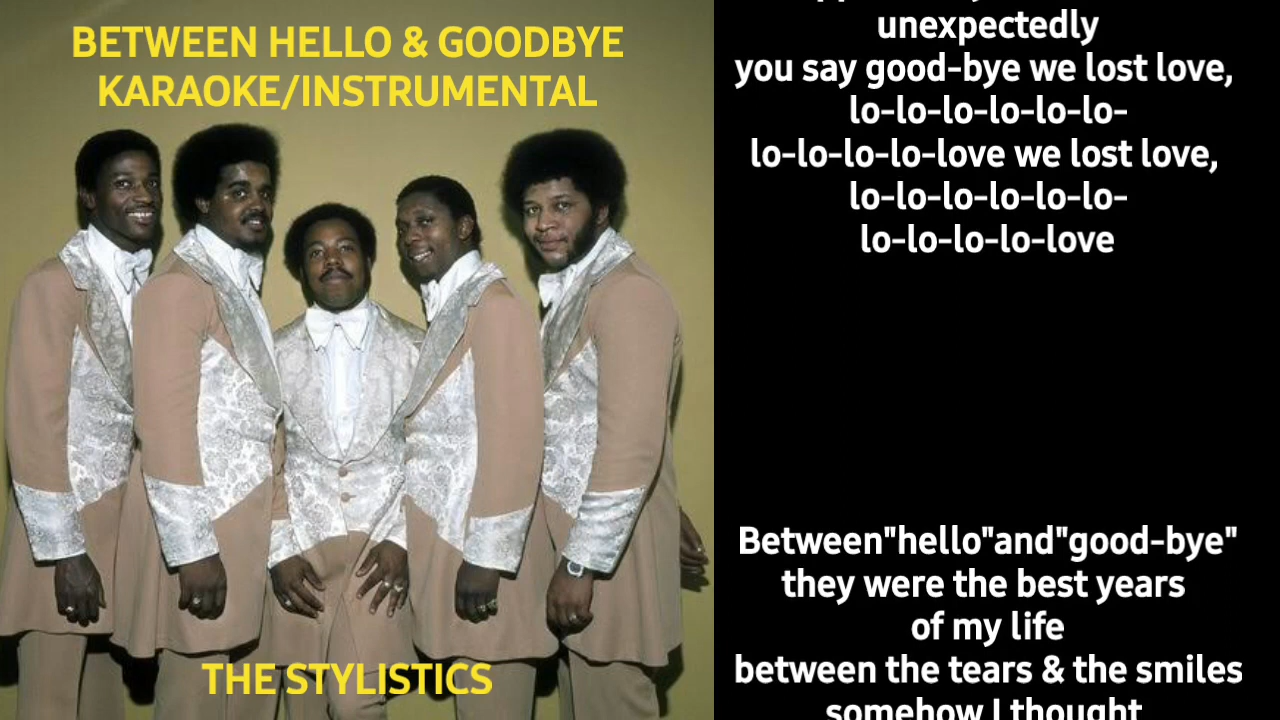 BETWEEN HELLO & GOODBYE
KARAOKE/INSTRUMENTAL
THE STYLISTICS
unexpectedly
you say good-bye we lost love,
lo-lo-lo-lo-lo-lo-
lo-lo-lo-lo-love we lost love,
lo-lo-lo-lo-lo-lo-
lo-lo-lo-lo-love
Between"hello"and"good-bye"
they were the best years
of my life
between the tears & the smiles
somehow I thought